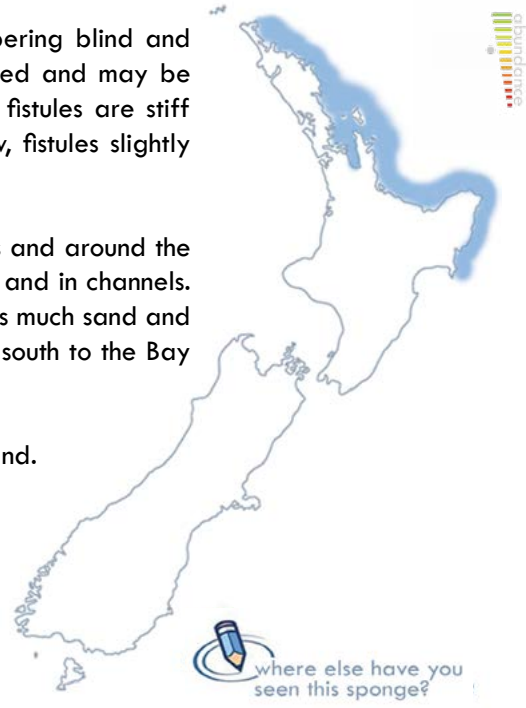 pering blind and
ed and may be
fistules are stiff
, fistules slightly
s and around the
and in channels.
s much sand and
south to the Bay
nd.
abundance
where else have you
seen this sponge?